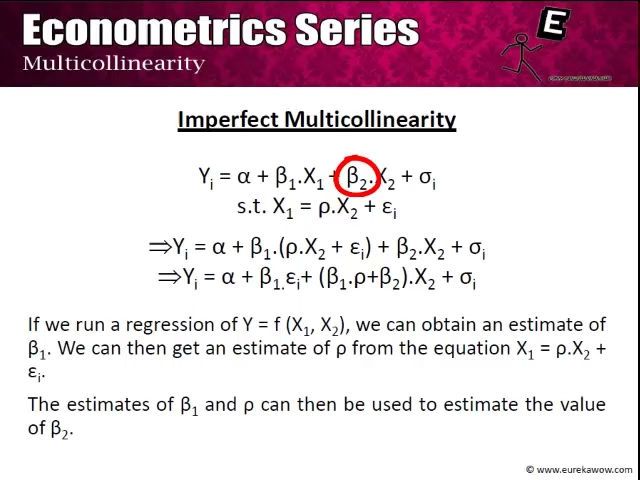 Econometrics Series
Multicollinearity
E
Imperfect Multicollinearity
Yᵢ = α + β₁.X₁ + β₂.X₂ + σᵢ
s.t. X₁ = ρ.X₂ + εᵢ
⇒Yᵢ = α + β₁.(ρ.X₂ + εᵢ) + β₂.X₂ + σᵢ
⇒Yᵢ = α + β₁.εᵢ+ (β₁.ρ+β₂).X₂ + σᵢ
If we run a regression of Y = f (X₁, X₂), we can obtain an estimate of
β₁. We can then get an estimate of ρ from the equation X₁ = ρ.X₂ +
εᵢ.
The estimates of β₁ and ρ can then be used to estimate the value
of β₂.
© www.eurekawow.com